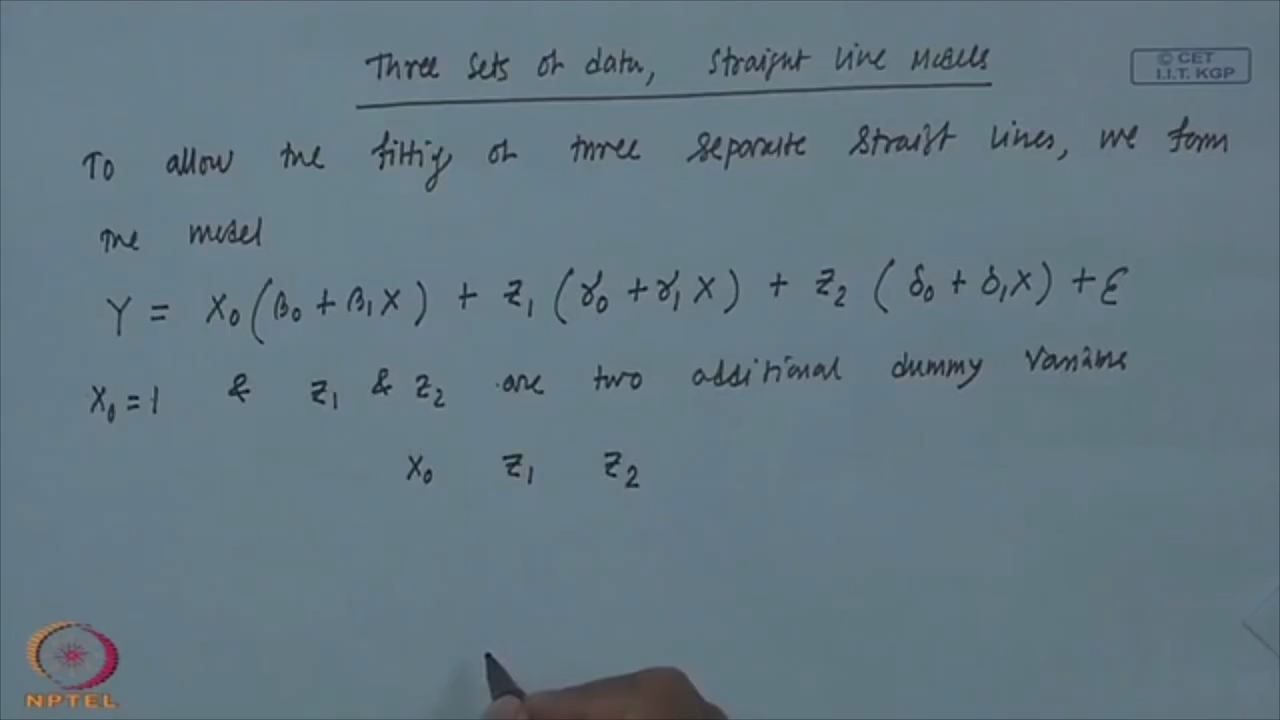 Three sets of data, straight line models
© CET
I.I.T. KGP
To allow the fitting of three separate straight lines, we form
the model
Y = X₀(β₀ + β₁X) + Z₁(γ₀ + γ₁X) + Z₂(δ₀ + δ₁X) + ε
X₀ = 1 & Z₁ & Z₂ are two additional dummy variables
X₀ Z₁ Z₂
NPTEL